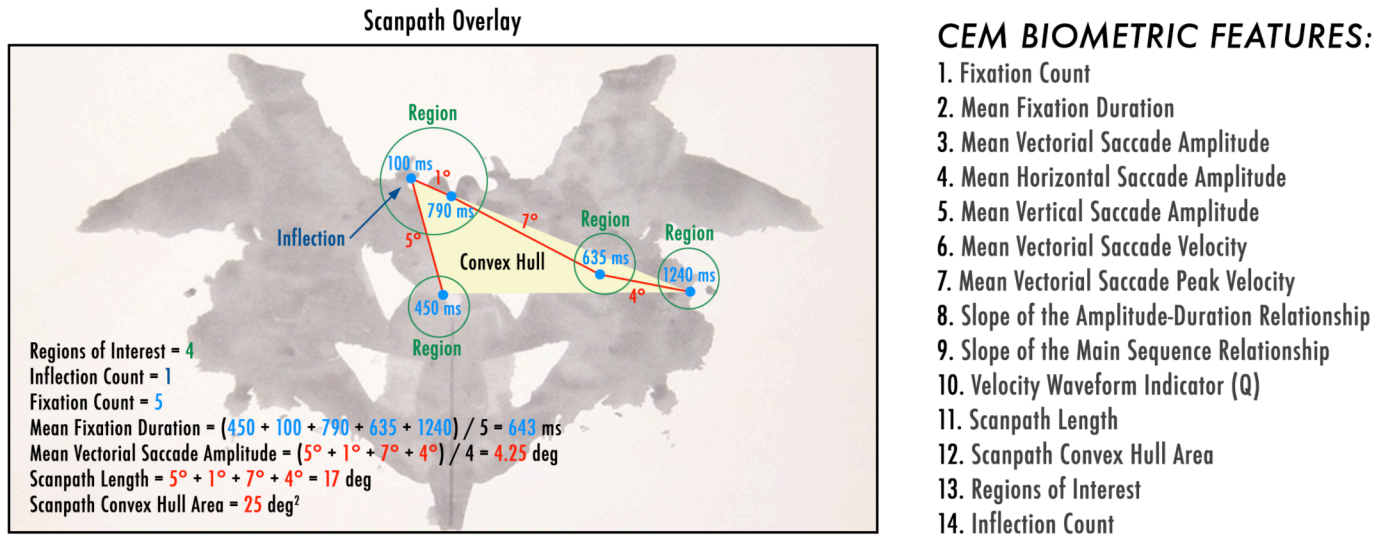 Scanpath Overlay
Region
100 ms
1°
790 ms
7°
Inflection
5°
Convex Hull
Region
635 ms
Region
1240 ms
4°
450 ms
Region
Regions of Interest = 4
Inflection Count = 1
Fixation Count = 5
Mean Fixation Duration = (450 + 100 + 790 + 635 + 1240) / 5 = 643 ms
Mean Vectorial Saccade Amplitude = (5° + 1° + 7° + 4°) / 4 = 4.25 deg
Scanpath Length = 5° + 1° + 7° + 4° = 17 deg
Scanpath Convex Hull Area = 25 deg²
CEM BIOMETRIC FEATURES:
1. Fixation Count
2. Mean Fixation Duration
3. Mean Vectorial Saccade Amplitude
4. Mean Horizontal Saccade Amplitude
5. Mean Vertical Saccade Amplitude
6. Mean Vectorial Saccade Velocity
7. Mean Vectorial Saccade Peak Velocity
8. Slope of the Amplitude-Duration Relationship
9. Slope of the Main Sequence Relationship
10. Velocity Waveform Indicator (Q)
11. Scanpath Length
12. Scanpath Convex Hull Area
13. Regions of Interest
14. Inflection Count